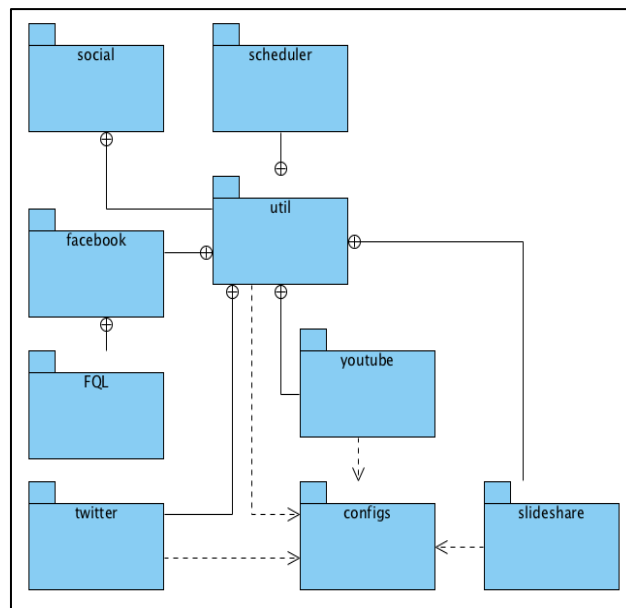 social
scheduler
util
facebook
FQL
youtube
twitter
configs
slideshare